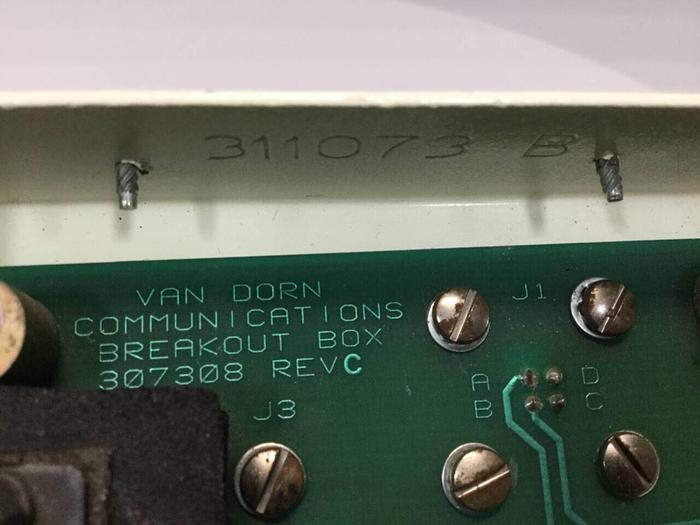 311073 B
VAN DORN
COMMUNICATIONS
BREAKOUT BOX
307308 REVC
J1
A D
B C
J3